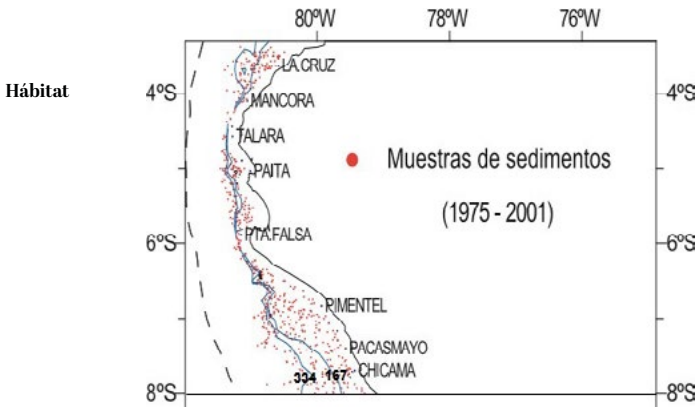 80ºW 78ºW 76ºW
Hábitat
LA CRUZ
4ºS 4ºS
MANCORA
TALARA
PAITA
Muestras de sedimentos
(1975 - 2001)
PTA.FALSA
6ºS 6ºS
PIMENTEL
PACASMAYO
CHICAMA
334 167
8ºS 8ºS